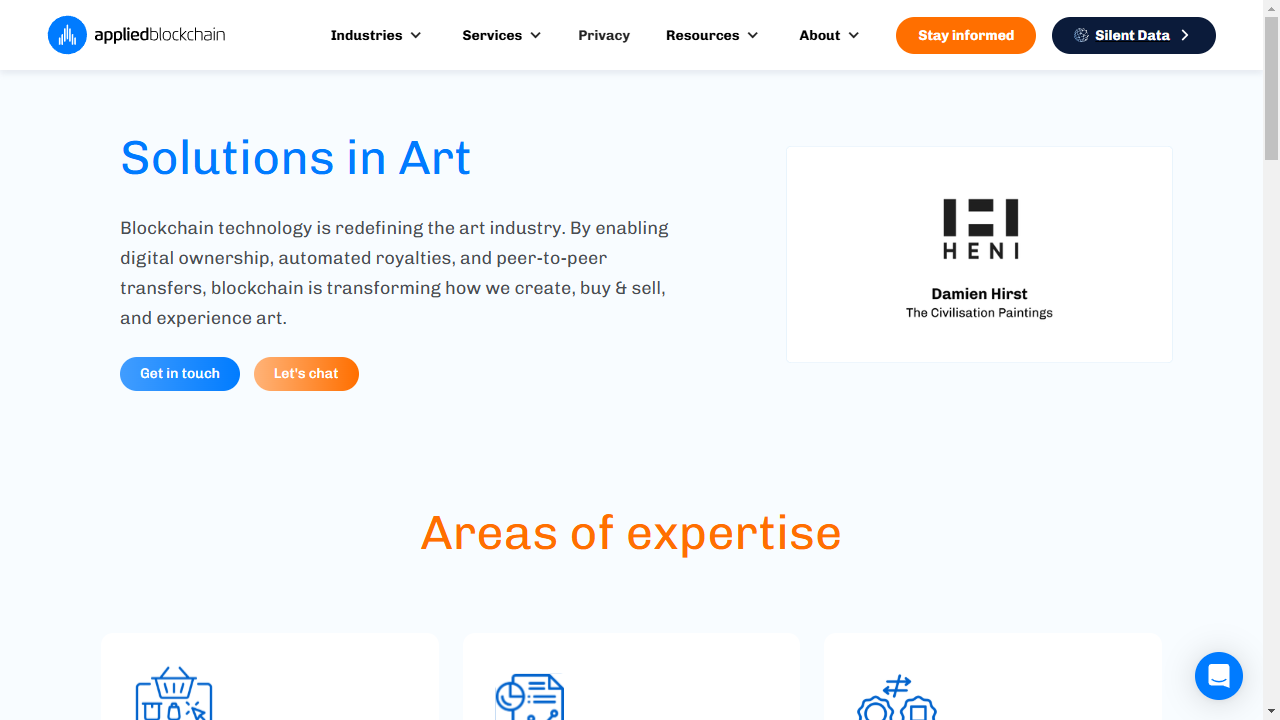 appliedblockchain
Industries
Services
Privacy
Resources
About
Stay informed
Silent Data
Solutions in Art
Blockchain technology is redefining the art industry. By enabling
digital ownership, automated royalties, and peer-to-peer
transfers, blockchain is transforming how we create, buy & sell,
and experience art.
Get in touch
Let's chat
HENI
Damien Hirst
The Civilisation Paintings
Areas of expertise